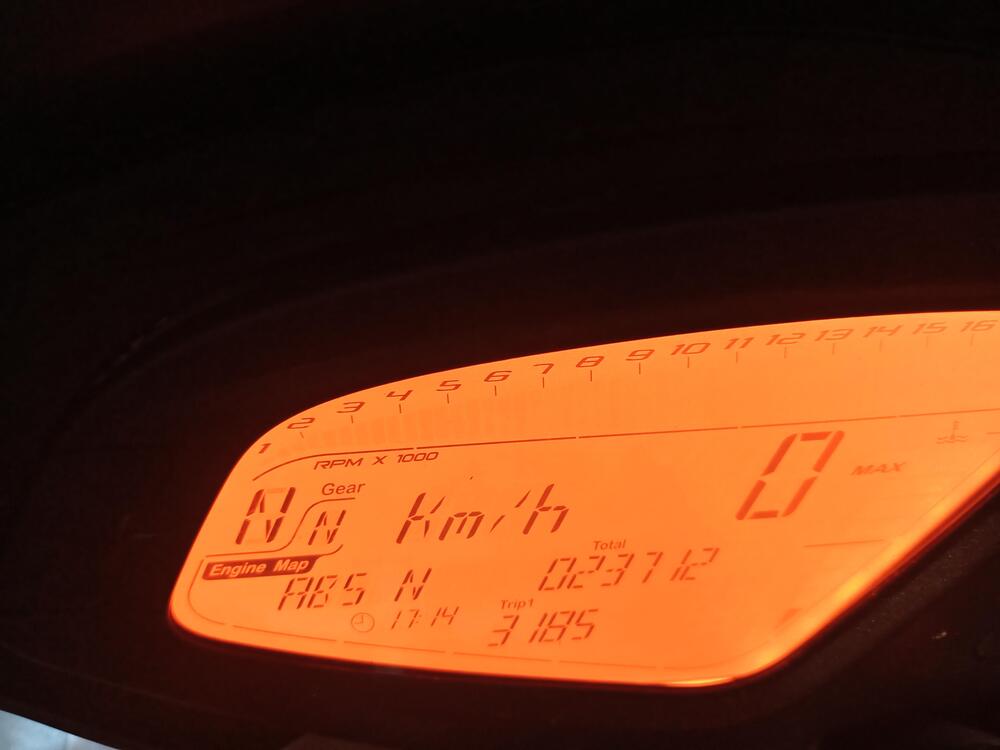 1 2 3 4 5 6 7 8 9 10 11 12 13 14 15 16
RPM X 1000
Gear
N N Km/h 0 MAX
Engine Map
Total
ABS N 023712
Trip1
17:14 3185